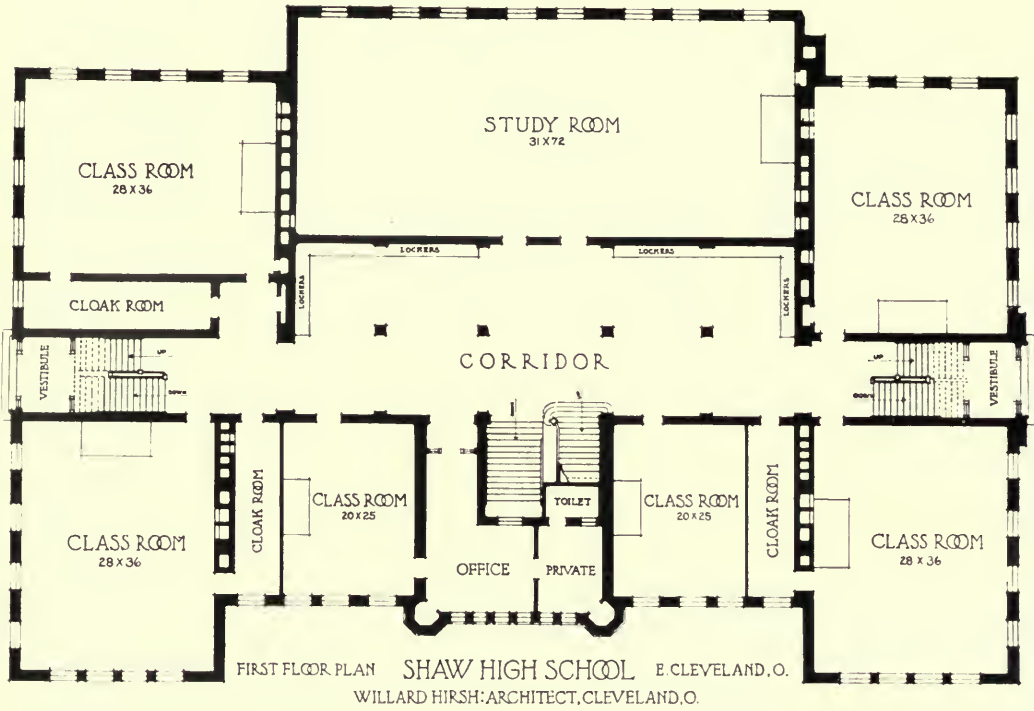 STUDY ROOM
31 X 72
CLASS ROOM
28 X 36
CLASS ROOM
28 X 36
LOCKERS
LOCKERS
LOCKERS
LOCKERS
CLOAK ROOM
CORRIDOR
VESTIBULE
UP
DOWN
UP
DOWN
VESTIBULE
CLASS ROOM
28 X 36
CLOAK ROOM
CLASS ROOM
20 X 25
TOILET
OFFICE
PRIVATE
CLASS ROOM
20 X 25
CLOAK ROOM
CLASS ROOM
28 X 36
FIRST FLOOR PLAN SHAW HIGH SCHOOL E. CLEVELAND, O.
WILLARD HIRSH: ARCHITECT, CLEVELAND, O.